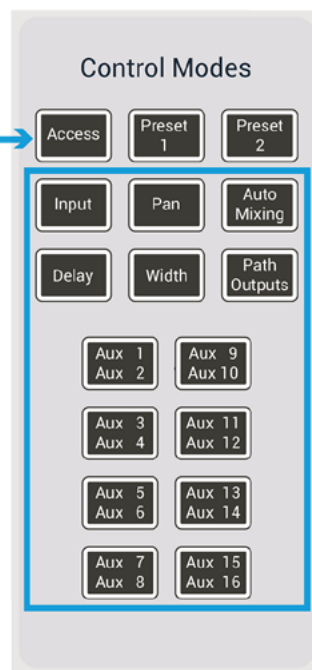 Control Modes
Access
Preset
1
Preset
2
Input
Pan
Auto
Mixing
Delay
Width
Path
Outputs
Aux 1
Aux 2
Aux 9
Aux 10
Aux 3
Aux 4
Aux 11
Aux 12
Aux 5
Aux 6
Aux 13
Aux 14
Aux 7
Aux 8
Aux 15
Aux 16